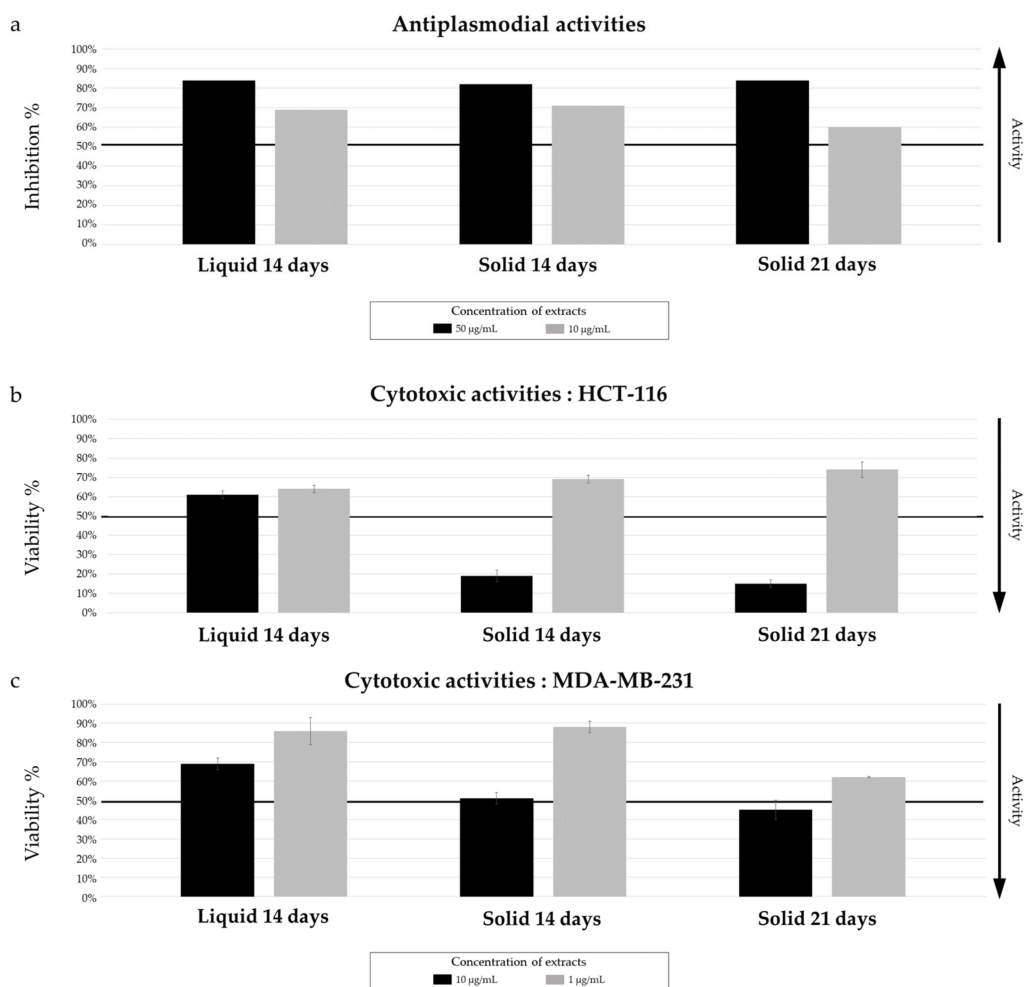 a
Antiplasmodial activities
Inhibition %
100%
90%
80%
70%
60%
50%
40%
30%
20%
10%
0%
Activity
Liquid 14 days
Solid 14 days
Solid 21 days
Concentration of extracts
50 µg/mL 10 µg/mL
b
Cytotoxic activities : HCT-116
Viability %
100%
90%
80%
70%
60%
50%
40%
30%
20%
10%
0%
Activity
Liquid 14 days
Solid 14 days
Solid 21 days
c
Cytotoxic activities : MDA-MB-231
Viability %
100%
90%
80%
70%
60%
50%
40%
30%
20%
10%
0%
Activity
Liquid 14 days
Solid 14 days
Solid 21 days
Concentration of extracts
10 µg/mL 1 µg/mL